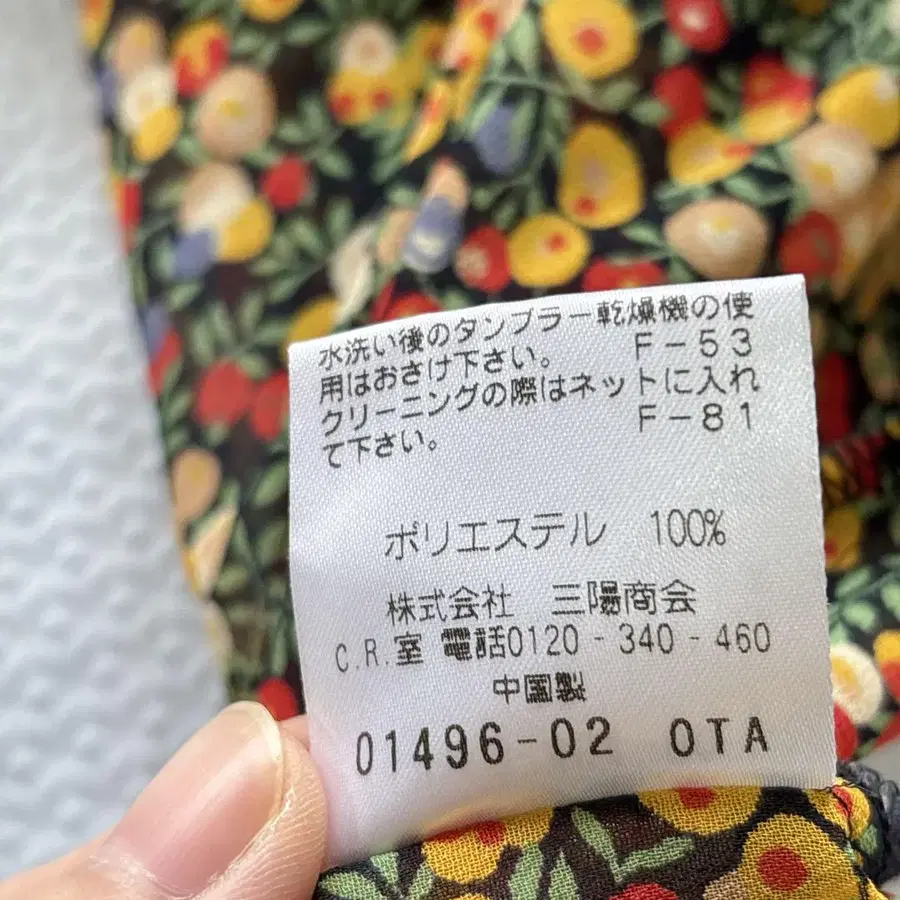 水洗い後のタンブラー乾燥機の使
用はおさけ下さい。 F-53
クリーニングの際はネットに入れ
て下さい。 F-81
ポリエステル 100%
株式会社 三陽商会
C.R.室 電話0120-340-460
中国製
01496-02 OTA